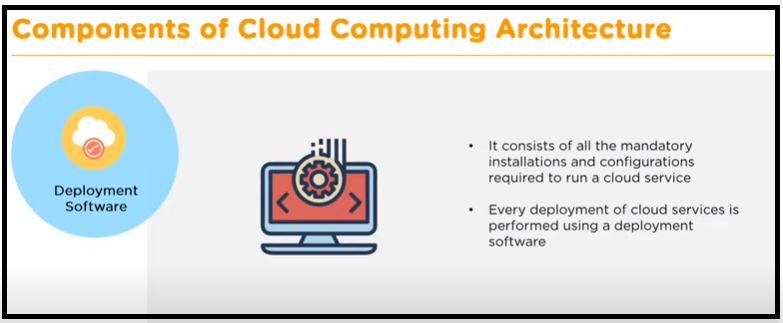 Components of Cloud Computing Architecture
Deployment
Software
• It consists of all the mandatory
installations and configurations
required to run a cloud service
• Every deployment of cloud services is
performed using a deployment
software